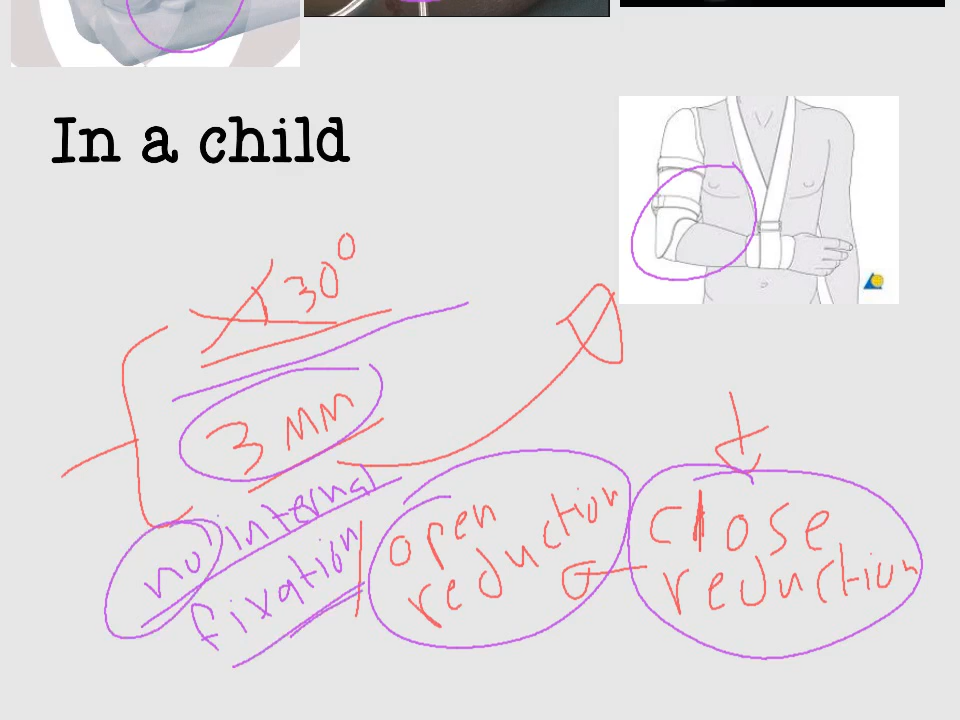 In a child
30°
3 MM
no internal
fixation
open
reduction
close
reduction